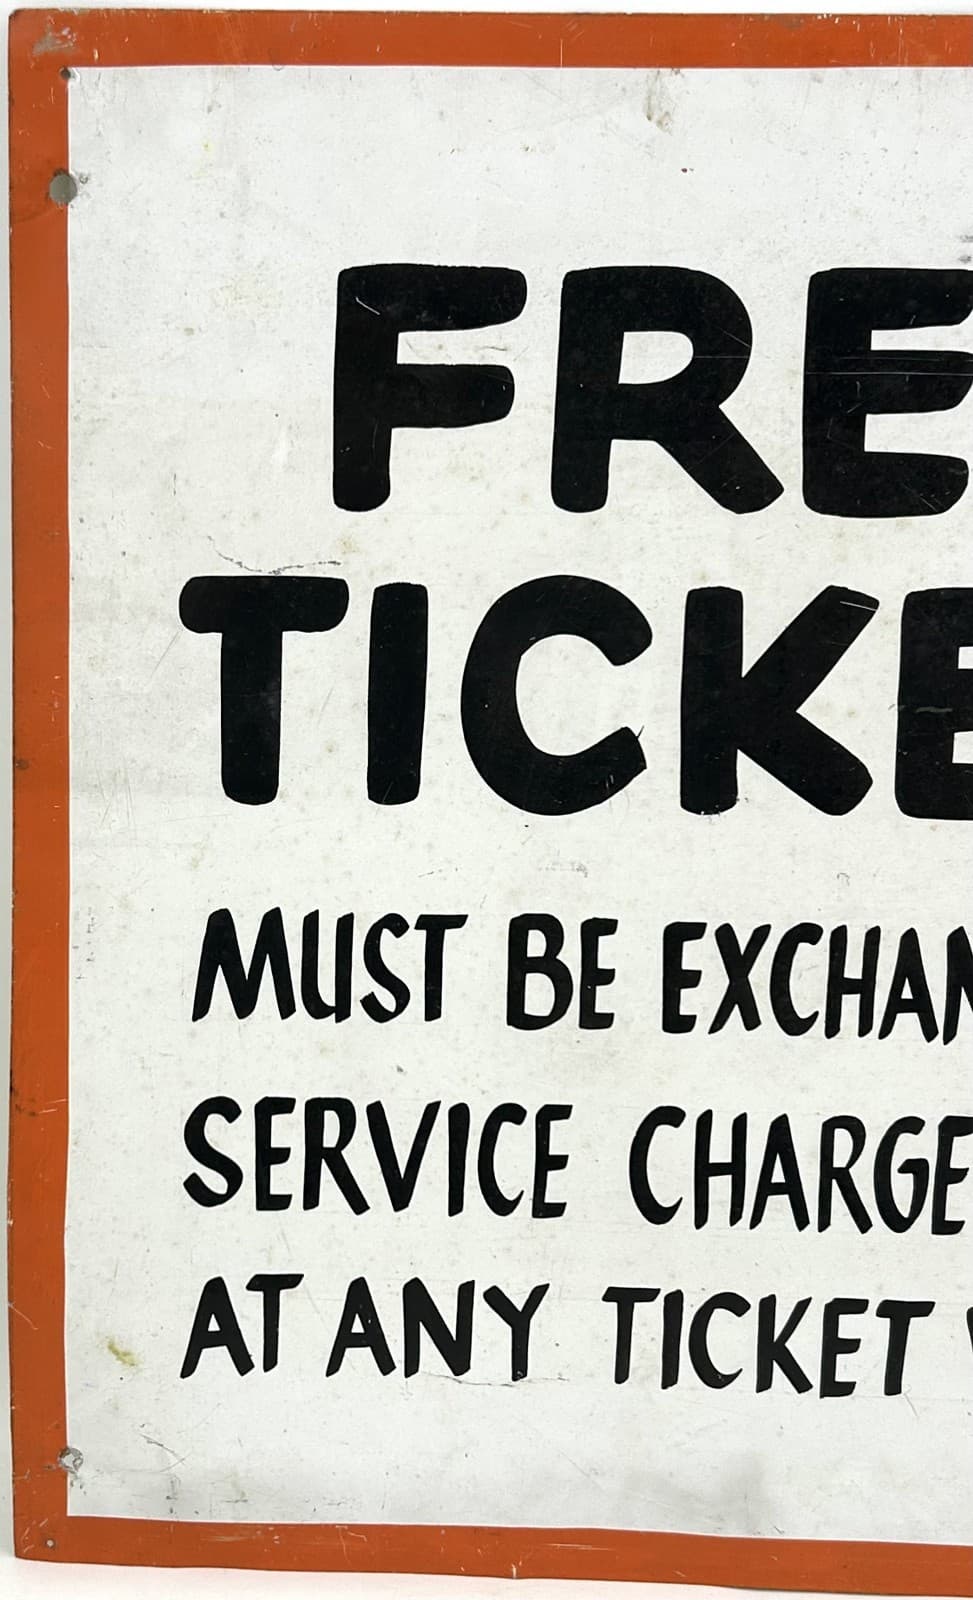 FRE
TICKE
MUST BE EXCHAN
SERVICE CHARGE
AT ANY TICKET